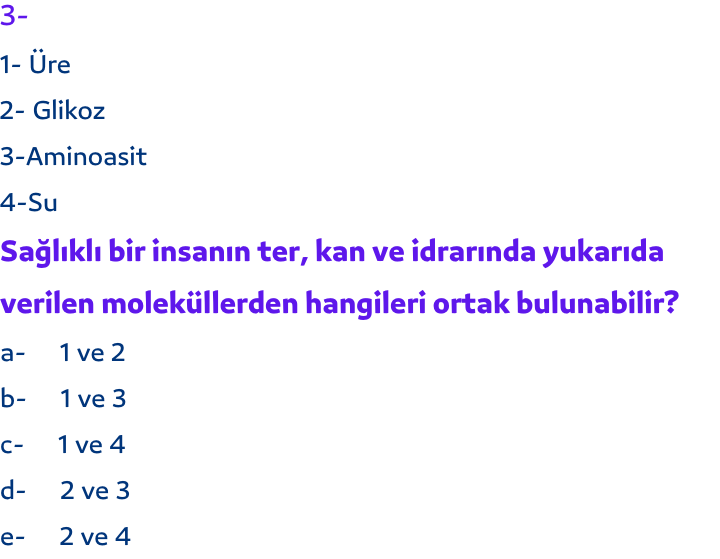 3-
1- Üre
2- Glikoz
3-Aminoasit
4-Su
Sağlıklı bir insanın ter, kan ve idrarında yukarıda
verilen moleküllerden hangileri ortak bulunabilir?
a- 1 ve 2
b- 1 ve 3
c- 1 ve 4
d- 2 ve 3
e- 2 ve 4